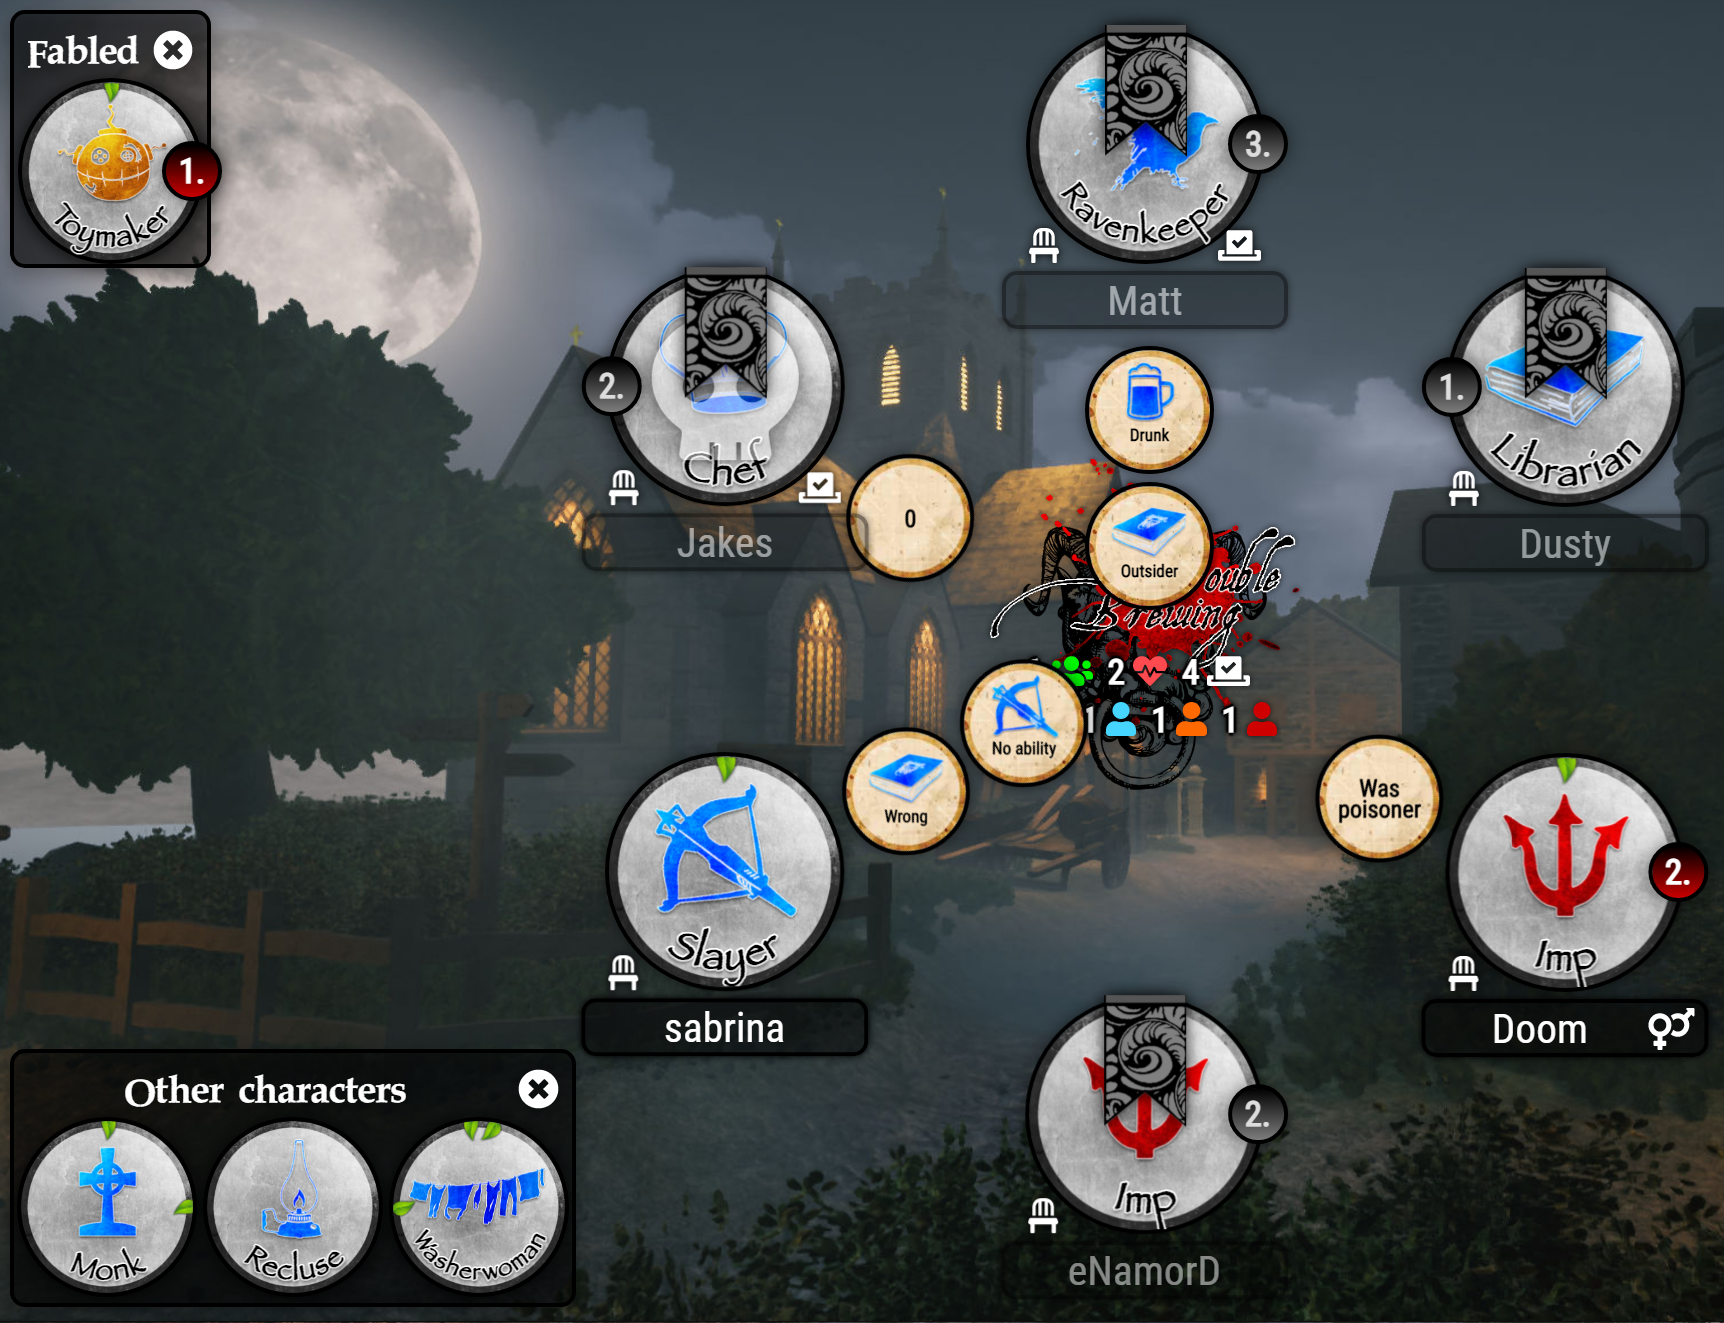 Fabled
Toymaker
1.
Ravenkeeper
3.
Matt
Chef
2.
Jakes
0
Drunk
Outsider
Librarian
1.
Dusty
ouble
Brewing
2 4
1 1 1
No ability
Wrong
Slayer
sabrina
Was
poisoner
Imp
2.
Doom
Imp
2.
eNamorD
Other characters
Monk
Recluse
Washerwoman